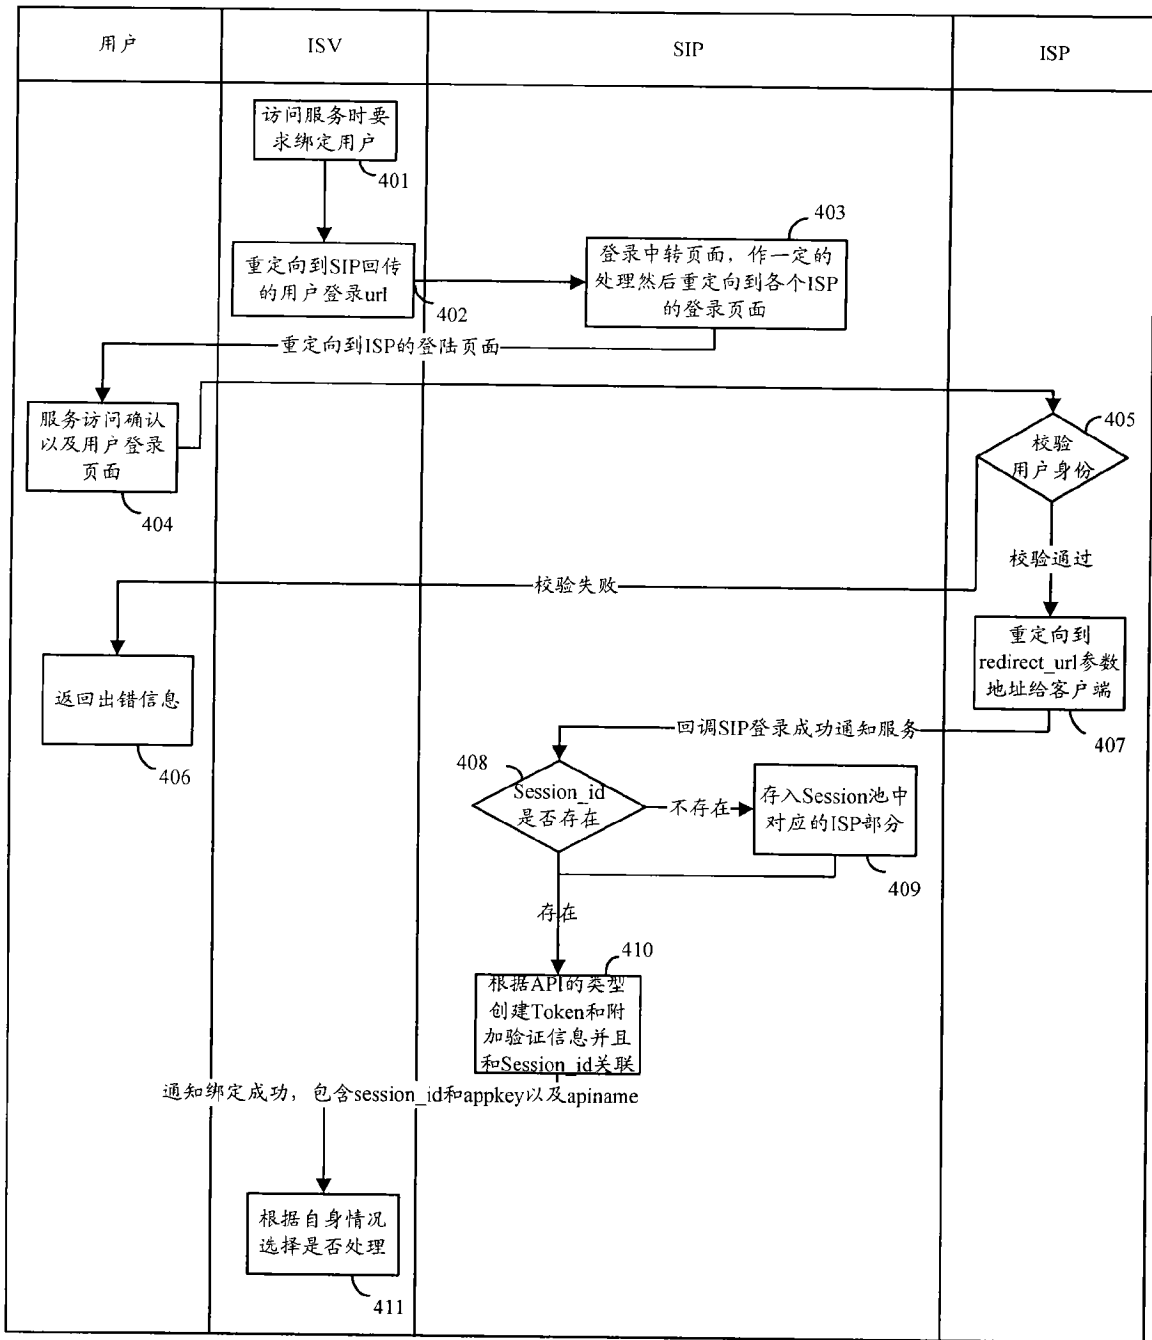 用户
ISV
SIP
ISP
访问服务时要
求绑定用户
401
重定向到SIP回传
的用户登录url
402
403
登录中转页面，作一定的
处理然后重定向到各个ISP
的登录页面
重定向到ISP的登陆页面
服务访问确认
以及用户登录
页面
404
405
校验
用户身份
校验通过
校验失败
返回出错信息
406
重定向到
redirect_url参数
地址给客户端
407
回调SIP登录成功通知服务
408
Session_id
是否存在
不存在
存入Session池中
对应的ISP部分
409
存在
410
根据API的类型
创建Token和附
加验证信息并且
和Session_id关联
通知绑定成功，包含session_id和appkey以及apiname
根据自身情况
选择是否处理
411